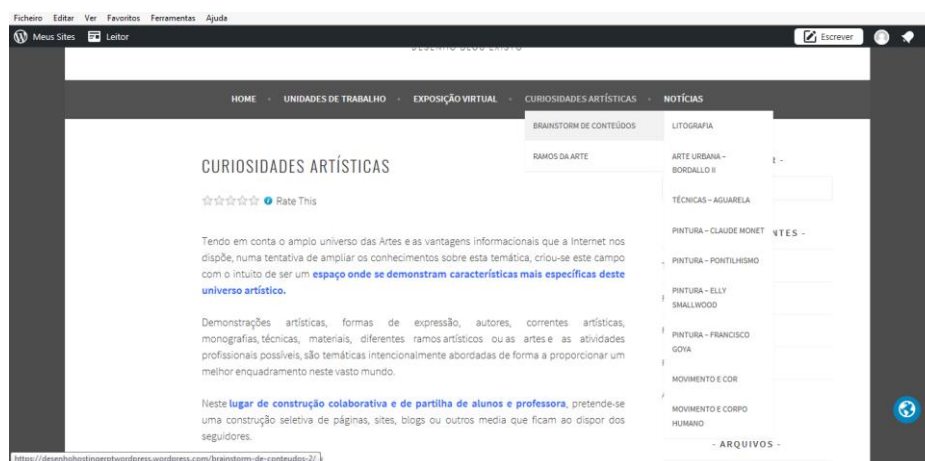 Ficheiro Editar Ver Favoritos Ferramentas Ajuda
Meus Sites Leitor Escrever
HOME UNIDADES DE TRABALHO EXPOSIÇÃO VIRTUAL CURIOSIDADES ARTÍSTICAS NOTÍCIAS
BRAINSTORM DE CONTEÚDOS
RAMOS DA ARTE
LITOGRAFIA
ARTE URBANA –
BORDALLO II
TÉCNICAS – AGUARELA
PINTURA – CLAUDE MONET
PINTURA – PONTILHISMO
PINTURA – ELLY
SMALLWOOD
PINTURA – FRANCISCO
GOYA
MOVIMENTO E COR
MOVIMENTO E CORPO
HUMANO
CURIOSIDADES ARTÍSTICAS
Rate This
Tendo em conta o amplo universo das Artes e as vantagens informacionais que a Internet nos
dispõe, numa tentativa de ampliar os conhecimentos sobre esta temática, criou-se este campo
com o intuito de ser um espaço onde se demonstram características mais específicas deste
universo artístico.
Demonstrações artísticas, formas de expressão, autores, correntes artísticas,
monografias, técnicas, materiais, diferentes ramos artísticos ou as artes e as atividades
profissionais possíveis, são temáticas intencionalmente abordadas de forma a proporcionar um
melhor enquadramento neste vasto mundo.
Neste lugar de construção colaborativa e de partilha de alunos e professora, pretende-se
uma construção seletiva de páginas, sites, blogs ou outros media que ficam ao dispor dos
seguidores.
- ARQUIVOS -
https://desenhohostingerptwordpress.wordpress.com/brainstorm-de-conteudos-2/